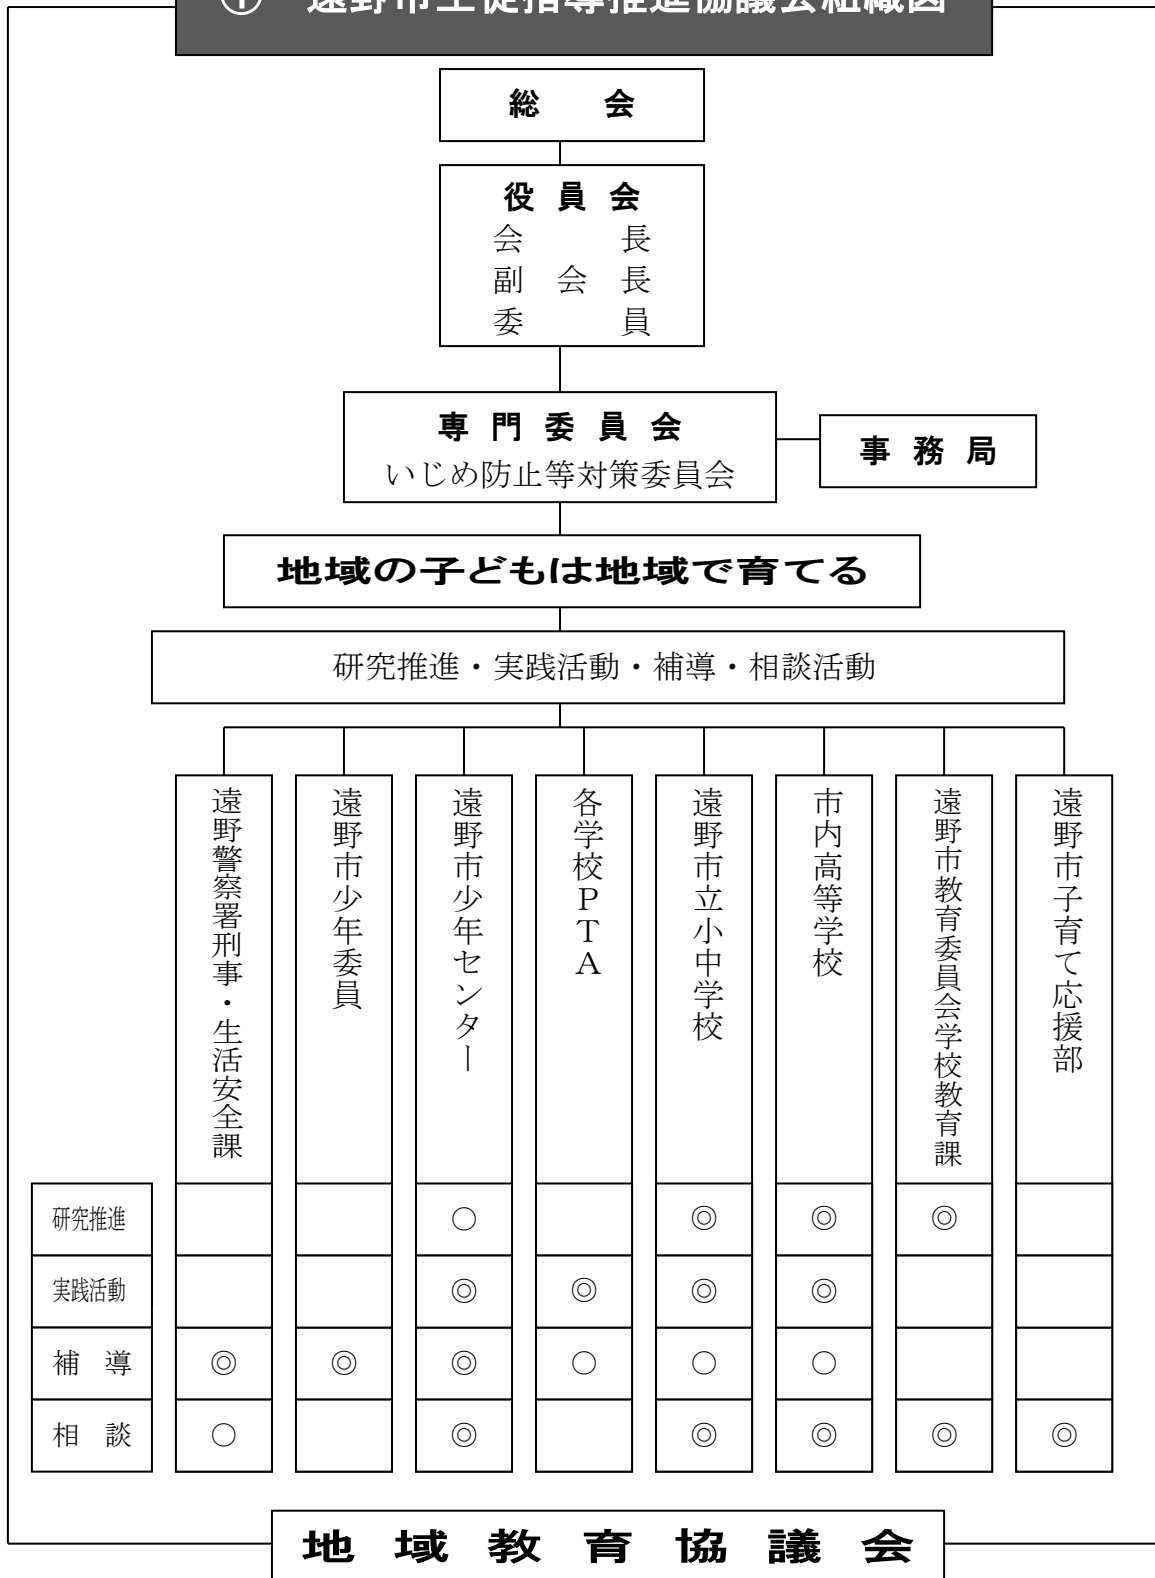 ① 遠野市生徒指導推進協議会組織図
総 会
役 員 会
会 長
副 会 長
委 員
専 門 委 員 会
いじめ防止等対策委員会
事 務 局
地域の子どもは地域で育てる
研究推進・実践活動・補導・相談活動
遠野警察署刑事・生活安全課
遠野市少年委員
遠野市少年センター
各学校PTA
遠野市立小中学校
市内高等学校
遠野市教育委員会学校教育課
遠野市子育て応援部
研究推進 ○ ◎ ◎ ◎
実践活動 ◎ ◎ ◎ ◎
補 導 ◎ ◎ ◎ ○ ○ ○
相 談 ○ ◎ ◎ ◎ ◎ ◎
地 域 教 育 協 議 会